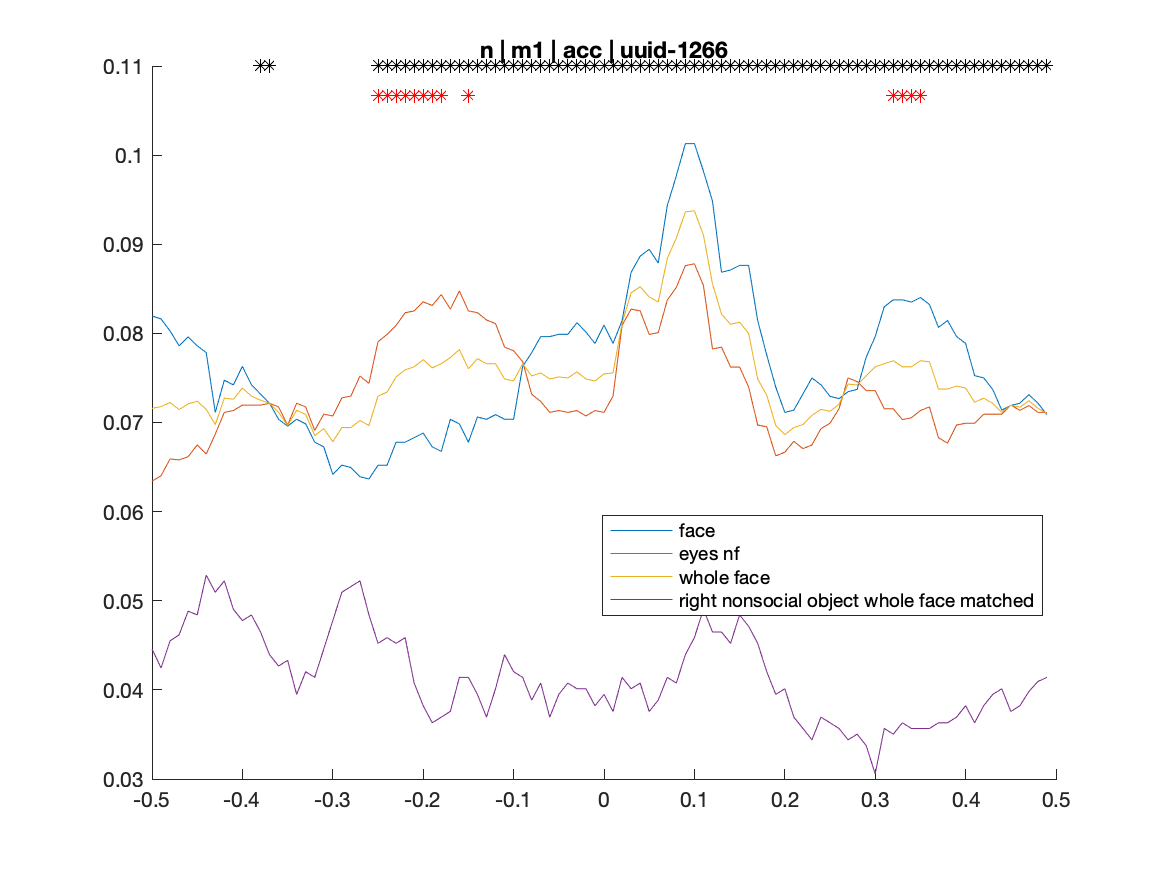 n | m1 | acc | uuid-1266
0.11
0.1
0.09
0.08
0.07
0.06
0.05
0.04
0.03
face
eyes nf
whole face
right nonsocial object whole face matched
-0.5 -0.4 -0.3 -0.2 -0.1 0 0.1 0.2 0.3 0.4 0.5